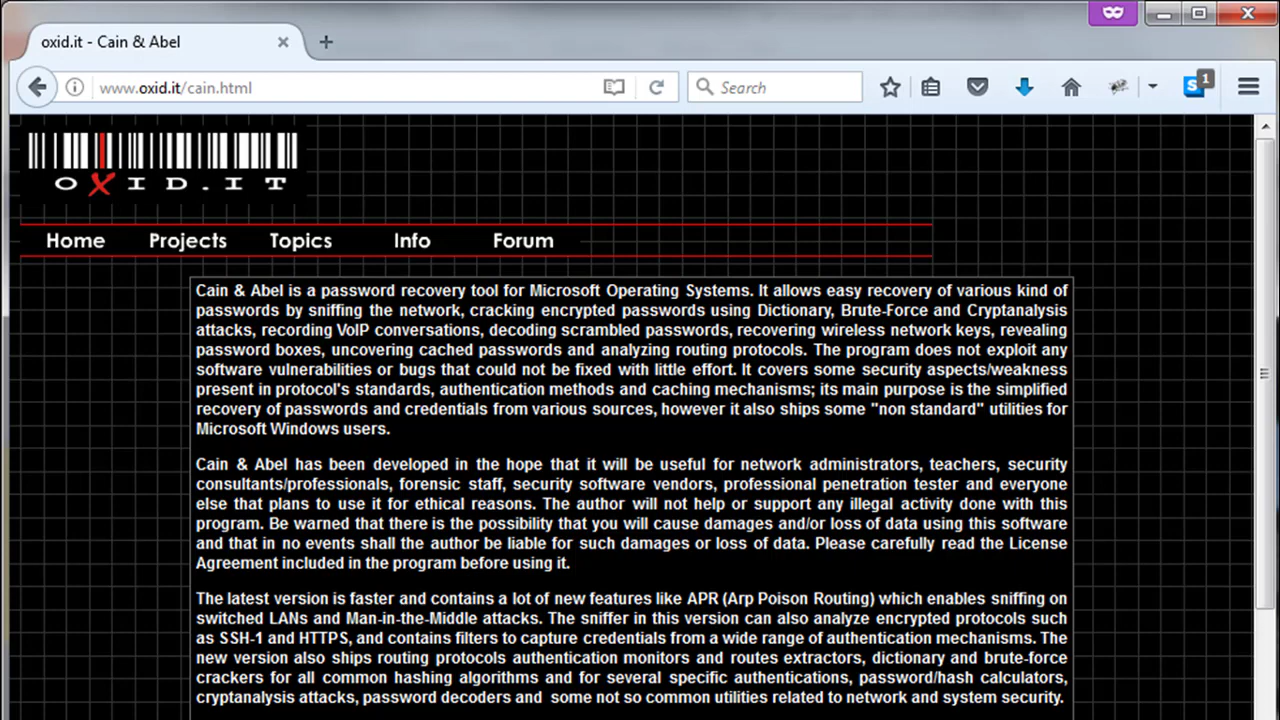 oxid.it - Cain & Abel
www.oxid.it/cain.html
Search
S 1
OXID.IT
Home Projects Topics Info Forum
Cain & Abel is a password recovery tool for Microsoft Operating Systems. It allows easy recovery of various kind of
passwords by sniffing the network, cracking encrypted passwords using Dictionary, Brute-Force and Cryptanalysis
attacks, recording VoIP conversations, decoding scrambled passwords, recovering wireless network keys, revealing
password boxes, uncovering cached passwords and analyzing routing protocols. The program does not exploit any
software vulnerabilities or bugs that could not be fixed with little effort. It covers some security aspects/weakness
present in protocol's standards, authentication methods and caching mechanisms; its main purpose is the simplified
recovery of passwords and credentials from various sources, however it also ships some "non standard" utilities for
Microsoft Windows users.
Cain & Abel has been developed in the hope that it will be useful for network administrators, teachers, security
consultants/professionals, forensic staff, security software vendors, professional penetration tester and everyone
else that plans to use it for ethical reasons. The author will not help or support any illegal activity done with this
program. Be warned that there is the possibility that you will cause damages and/or loss of data using this software
and that in no events shall the author be liable for such damages or loss of data. Please carefully read the License
Agreement included in the program before using it.
The latest version is faster and contains a lot of new features like APR (Arp Poison Routing) which enables sniffing on
switched LANs and Man-in-the-Middle attacks. The sniffer in this version can also analyze encrypted protocols such
as SSH-1 and HTTPS, and contains filters to capture credentials from a wide range of authentication mechanisms. The
new version also ships routing protocols authentication monitors and routes extractors, dictionary and brute-force
crackers for all common hashing algorithms and for several specific authentications, password/hash calculators,
cryptanalysis attacks, password decoders and some not so common utilities related to network and system security.